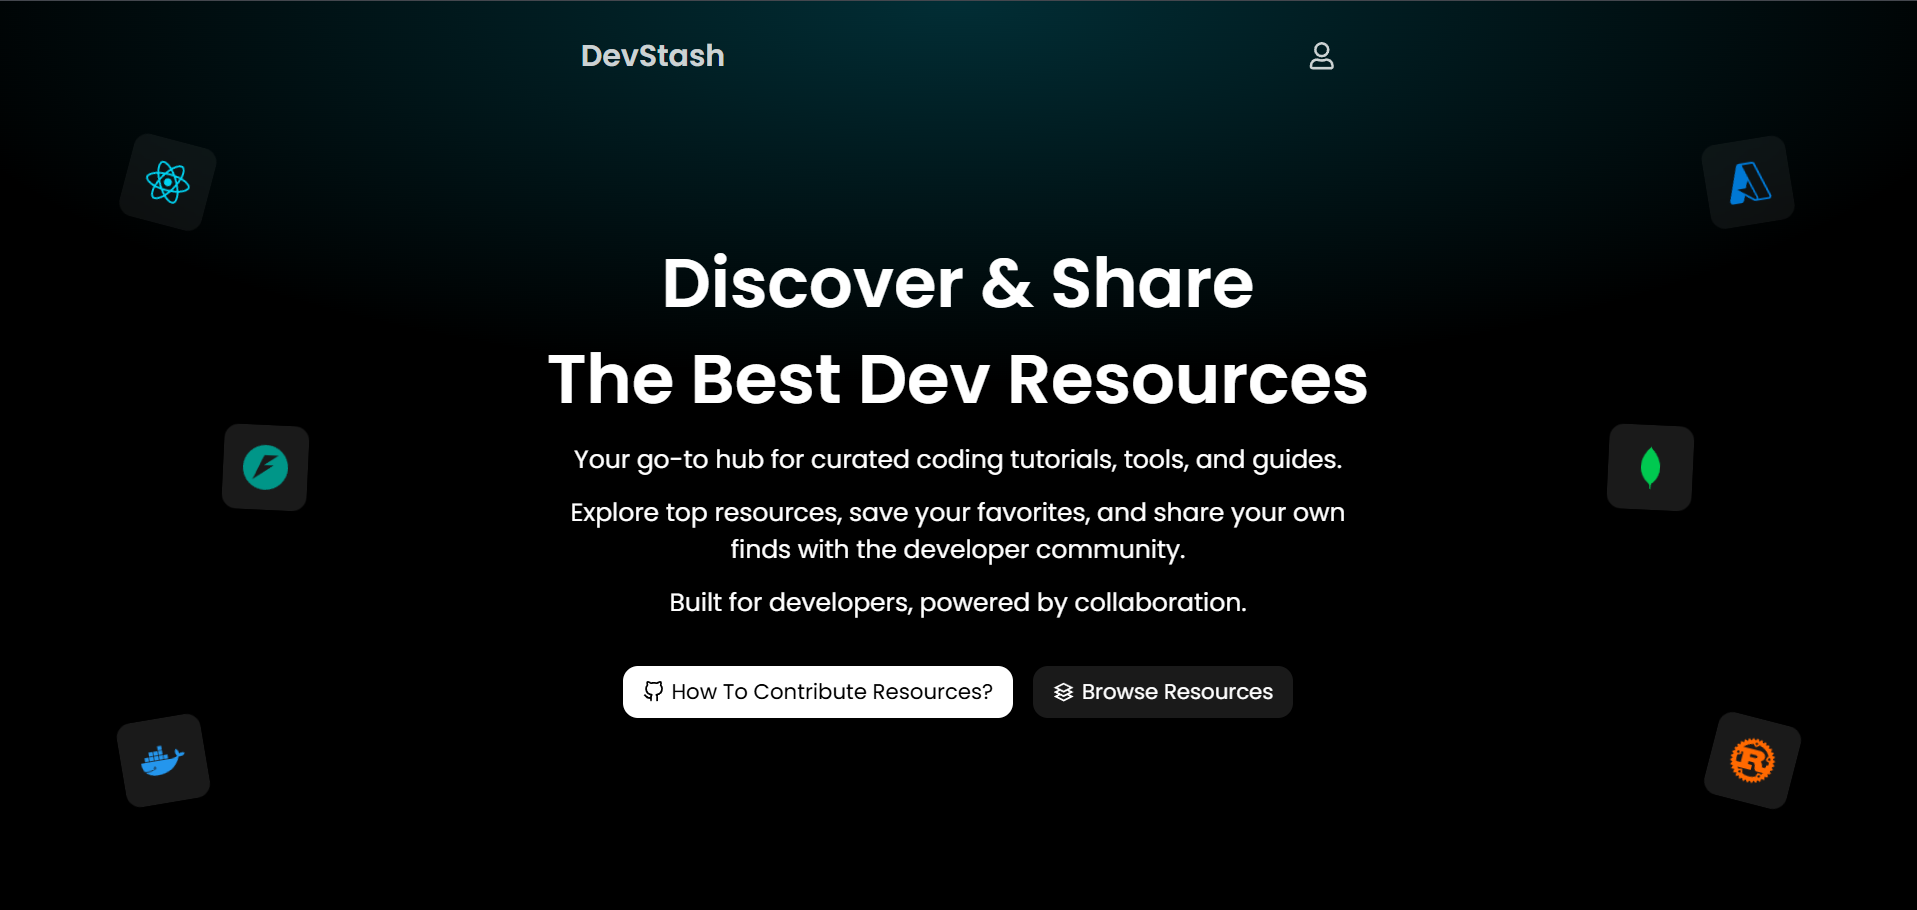 DevStash
Discover & Share
The Best Dev Resources
Your go-to hub for curated coding tutorials, tools, and guides.
Explore top resources, save your favorites, and share your own
finds with the developer community.
Built for developers, powered by collaboration.
How To Contribute Resources?
Browse Resources